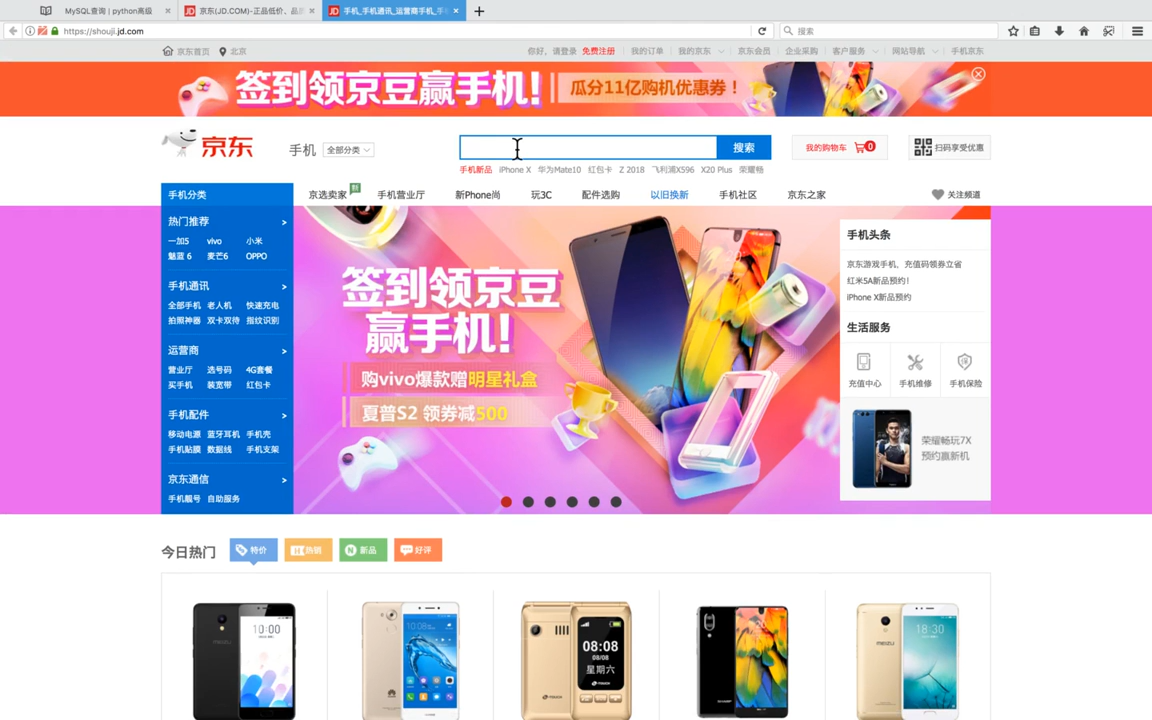 MySQL查询 | python高级
京东(JD.COM)-正品低价、品质
手机_手机通讯_运营商手机_手
https://shouji.jd.com
搜索
京东首页
北京
你好，请登录 免费注册
我的订单
我的京东
京东会员
企业采购
客户服务
网站导航
手机京东
签到领京豆赢手机！
瓜分11亿购机优惠券！
京东
手机
全部分类
搜索
我的购物车
0
扫码享受优惠
手机新品 iPhone X 华为Mate10 红包卡 Z 2018 飞利浦X596 X20 Plus 荣耀畅
手机分类
京选卖家
手机营业厅
新Phone尚
玩3C
配件选购
以旧换新
手机社区
京东之家
关注频道
热门推荐 >
一加5 vivo 小米
魅蓝 6 麦芒6 OPPO
手机通讯 >
全部手机 老人机 快速充电
拍照神器 双卡双待 指纹识别
运营商 >
营业厅 选号码 4G套餐
买手机 装宽带 红包卡
手机配件 >
移动电源 蓝牙耳机 手机壳
手机贴膜 数据线 手机支架
京东通信 >
手机靓号 自助服务
签到领京豆
赢手机！
购vivo爆款赠明星礼盒
夏普S2 领券减500
手机头条
京东游戏手机，充值码领券立省
红米5A新品预约！
iPhone X新品预约
生活服务
充值中心
手机维修
手机保险
荣耀畅玩7X
预约赢新机
今日热门
特价
热销
新品
好评
10:00
MEIZU
10:08
08:08
08/08
星期六
18:30
MEIZU